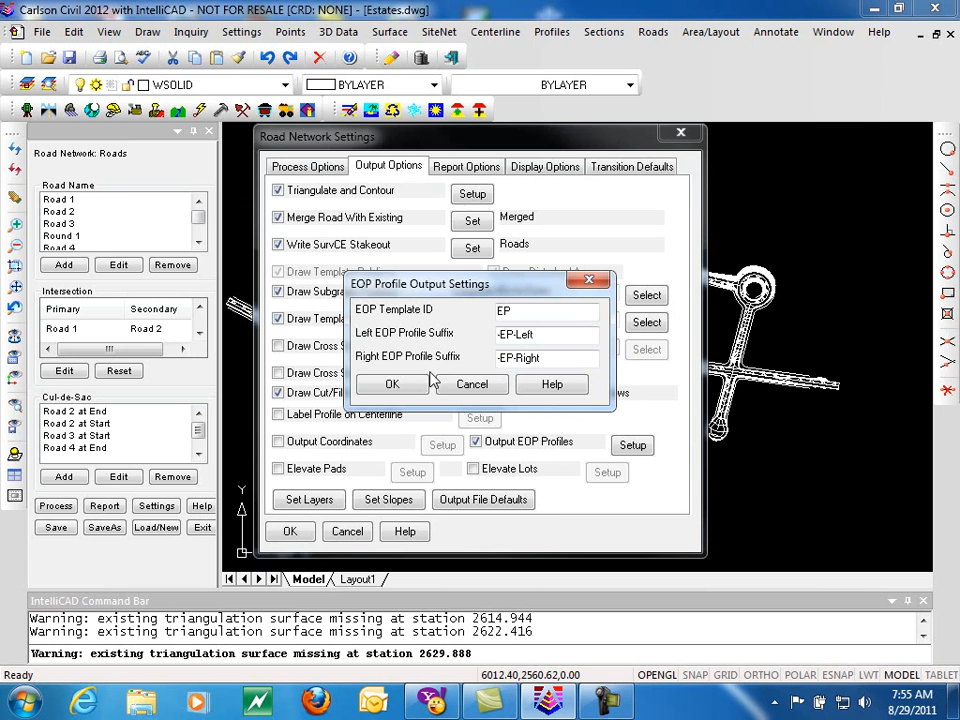 Carlson Civil 2012 with IntelliCAD - NOT FOR RESALE [CRD: NONE] - [Estates.dwg]
File Edit View Draw Inquiry Settings Points 3D Data Surface SiteNet Centerline Profiles Sections Roads Area/Layout Annotate Window Help
WSOLID BYLAYER BYLAYER
Road Network: Roads
Road Name
Road 1
Road 2
Road 3
Round 1
Road 4
Add Edit Remove
Intersection
Primary Secondary
Road 1 Road 2
Edit Reset
Cul-de-Sac
Road 2 at End
Road 2 at Start
Road 4 at Start
Road 4 at End
Add Edit Remove
Process Report Settings Help
Save SaveAs Load/New Exit
Road Network Settings
Process Options Output Options Report Options Display Options Transition Defaults
Triangulate and Contour Setup
Merge Road With Existing Set Merged
Write SurvCE Stakeout Set Roads
Draw Subgr
Select
Draw Templ
Select
Draw Cross S
Select
Draw Cross S
Draw Cut/Fil
Label Profile on Centerline Setup
Output Coordinates Setup Output EOP Profiles Setup
Elevate Pads Setup Elevate Lots Setup
Set Layers Set Slopes Output File Defaults
OK Cancel Help
EOP Profile Output Settings
EOP Template ID EP
Left EOP Profile Suffix -EP-Left
Right EOP Profile Suffix -EP-Right
OK Cancel Help
Y
Model Layout1
IntelliCAD Command Bar
Warning: existing triangulation surface missing at station 2614.944
Warning: existing triangulation surface missing at station 2622.416
Warning: existing triangulation surface missing at station 2629.888
Ready 6012.40,2560.62,0.00 OPENGL SNAP GRID ORTHO POLAR ESNAP LWT MODEL TABLET
7:55 AM
8/29/2011